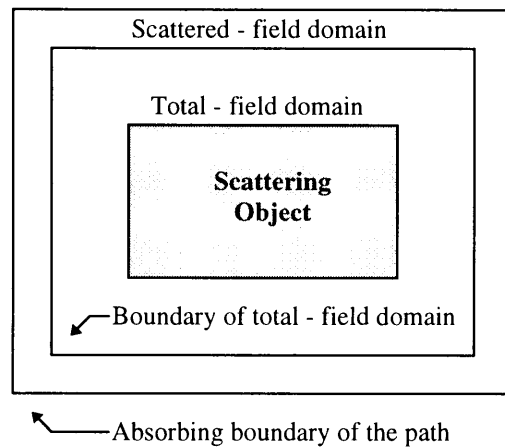 Scattered - field domain
Total - field domain
Scattering
Object
Boundary of total - field domain
Absorbing boundary of the path